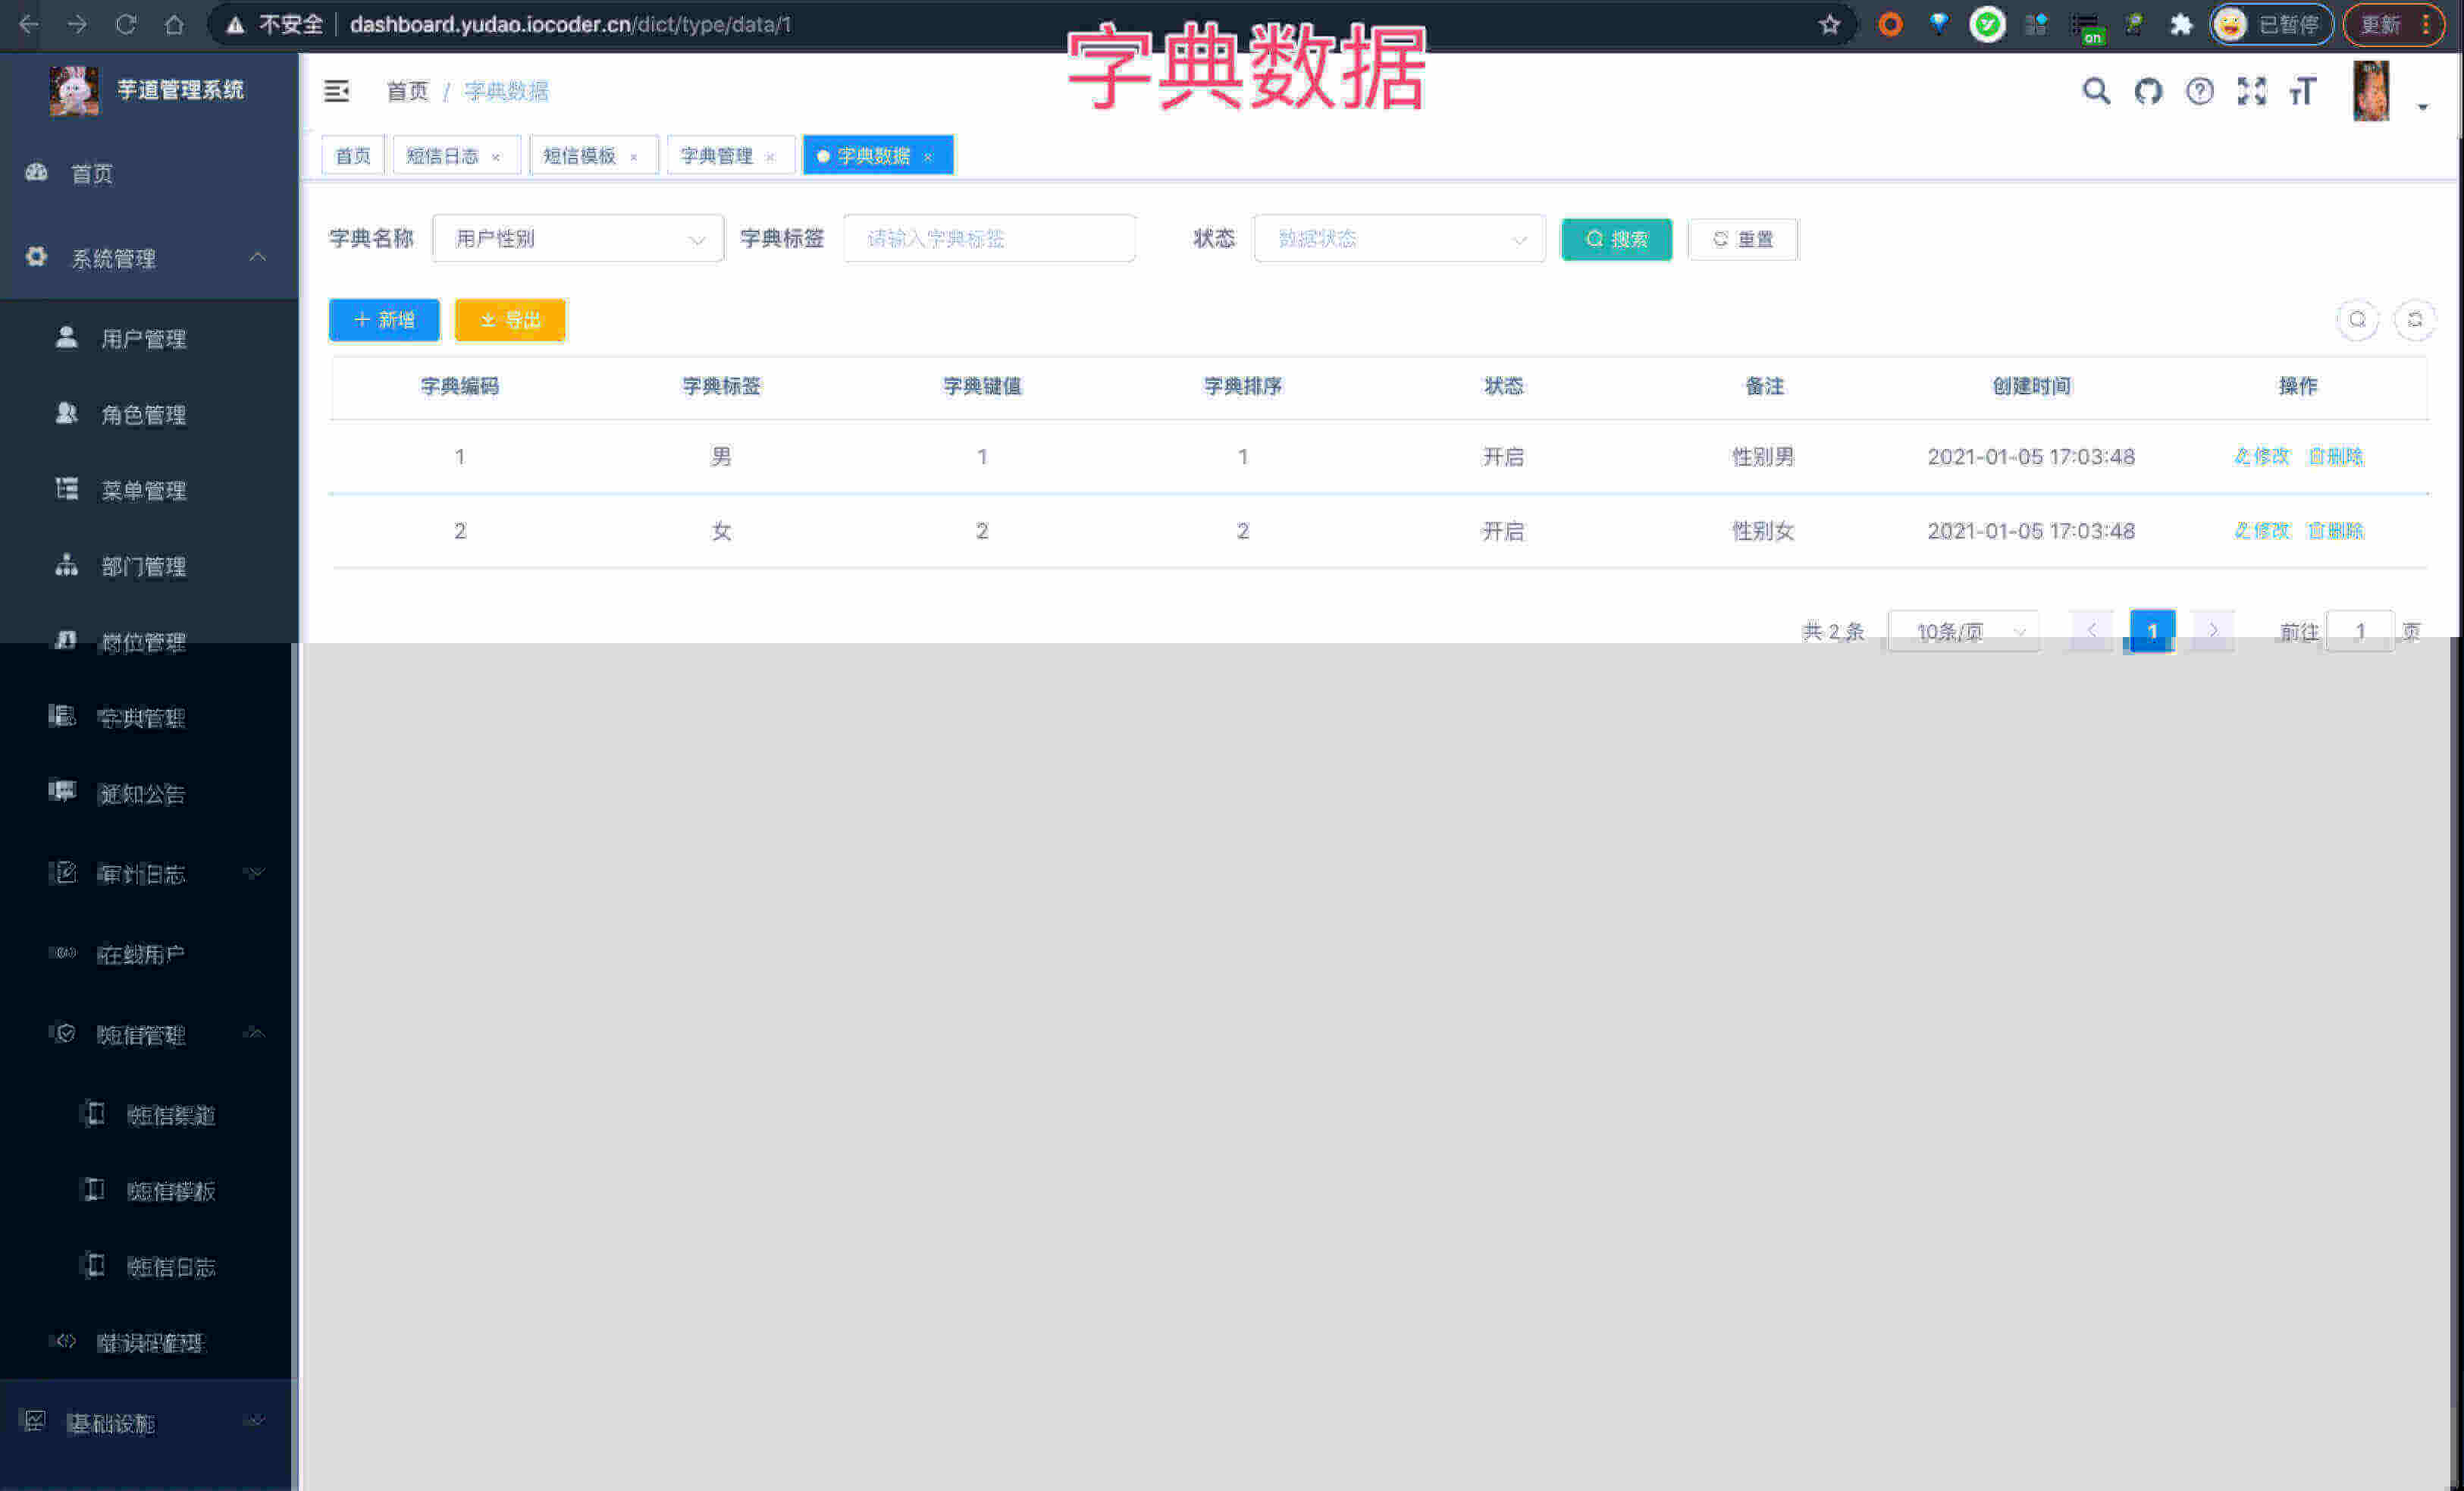 不安全 dashboard.yudao.iocoder.cn/dict/type/data/1
on
已暂停
更新
字典数据
芋道管理系统
首页 / 字典数据
首页
短信日志 ×
短信模板 ×
字典管理 ×
字典数据 ×
首页
系统管理
用户管理
角色管理
菜单管理
部门管理
岗位管理
字典管理
通知公告
审计日志
在线用户
短信管理
短信渠道
短信模板
短信日志
错误码管理
基础设施
字典名称 用户性别 字典标签 请输入字典标签 状态 数据状态 搜索 重置
新增 导出
字典编码 字典标签 字典键值 字典排序 状态 备注 创建时间 操作
1 男 1 1 开启 性别男 2021-01-05 17:03:48 修改 删除
2 女 2 2 开启 性别女 2021-01-05 17:03:48 修改 删除
共 2 条 10条/页 1 前往 1 页